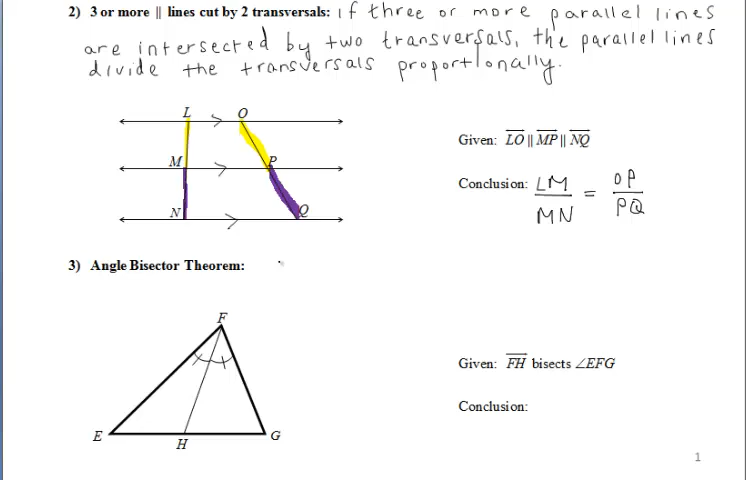 2) 3 or more || lines cut by 2 transversals: If three or more parallel lines
are intersected by two transversals, the parallel lines
divide the transversals proportionally.
L O
M P
N Q
Given: LO || MP || NQ
Conclusion: LM/MN = OP/PQ
3) Angle Bisector Theorem:
F
E H G
Given: FH bisects ∠EFG
Conclusion:
1